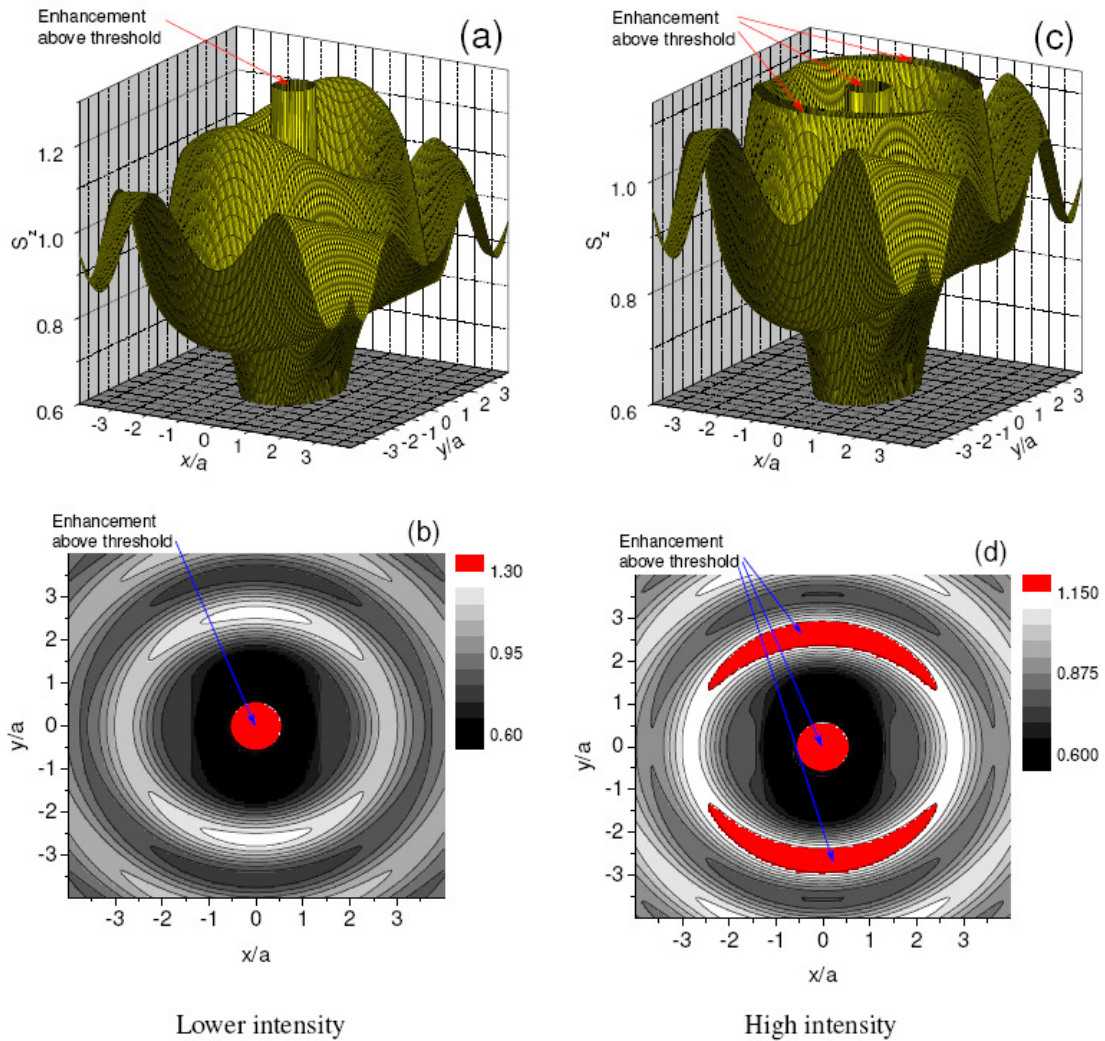 Enhancement
above threshold
(a)
1.2
1.0
0.8
0.6
S_z
-3 -2 -1 0 1 2 3
x/a
-3 -2 -1 0 1 2 3
y/a
Enhancement
above threshold
(c)
1.0
0.8
0.6
S_z
-3 -2 -1 0 1 2 3
x/a
-3 -2 -1 0 1 2 3
y/a
Enhancement
above threshold
(b)
1.30
0.95
0.60
3
2
1
0
-1
-2
-3
y/a
-3 -2 -1 0 1 2 3
x/a
Enhancement
above threshold
(d)
1.150
0.875
0.600
3
2
1
0
-1
-2
-3
y/a
-3 -2 -1 0 1 2 3
x/a
Lower intensity
High intensity